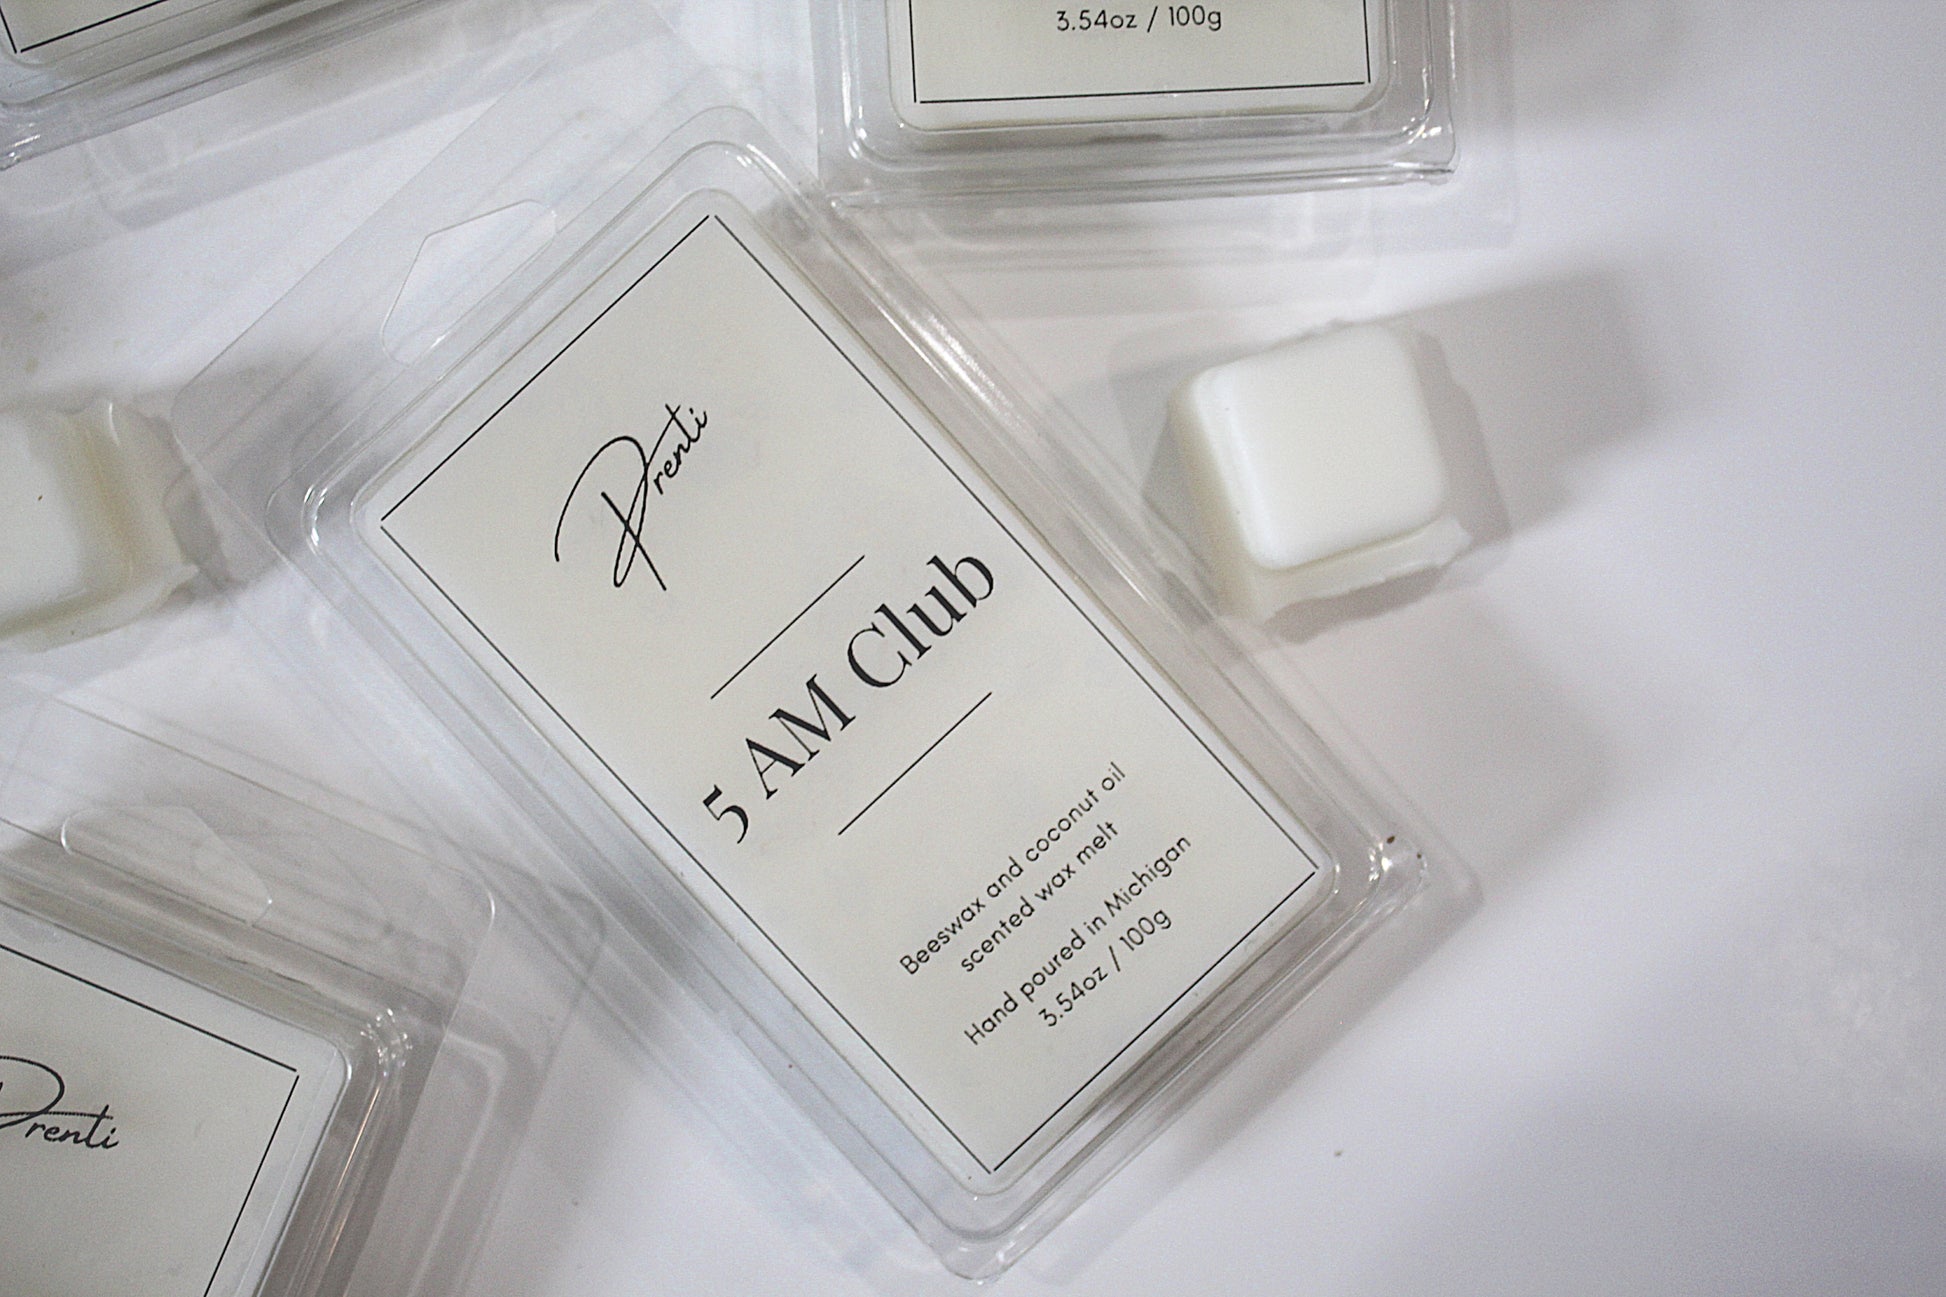 3.54oz / 100g
Prenti
5 AM Club
Beeswax and coconut oil
scented wax melt
Hand poured in Michigan
3.54oz / 100g
Prenti